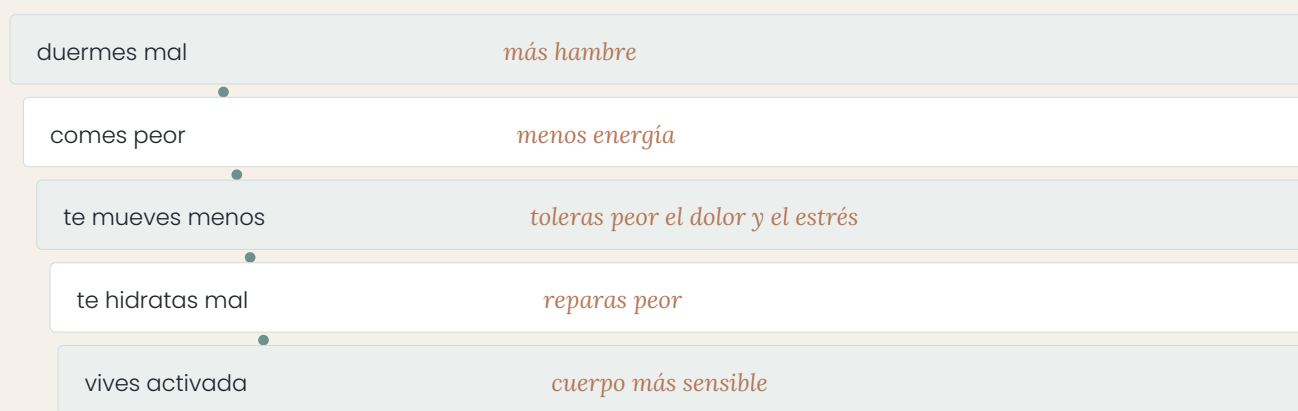 duermes mal más hambre
comes peor menos energía
te mueves menos toleras peor el dolor y el estrés
te hidratas mal reparas peor
vives activada cuerpo más sensible